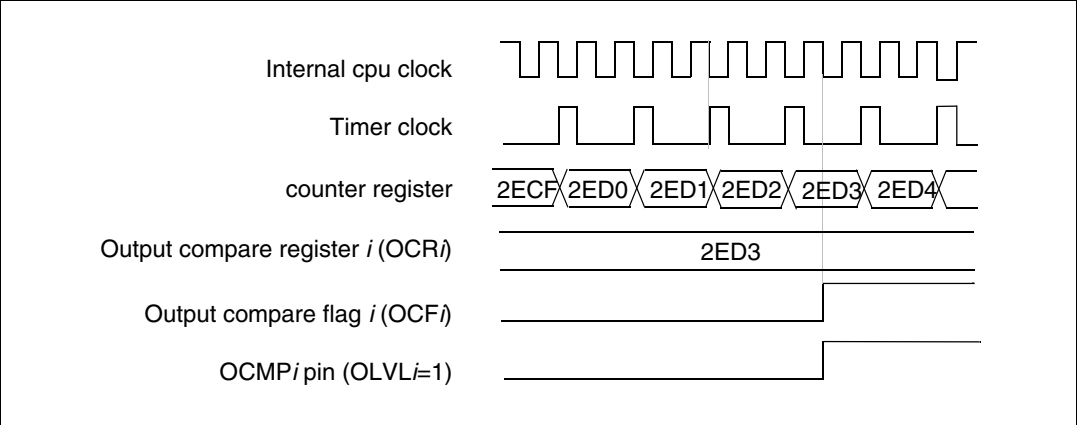 Internal cpu clock
Timer clock
counter register
2ECF 2ED0 2ED1 2ED2 2ED3 2ED4
Output compare register i (OCRi)
2ED3
Output compare flag i (OCFi)
OCMPi pin (OLVLi=1)